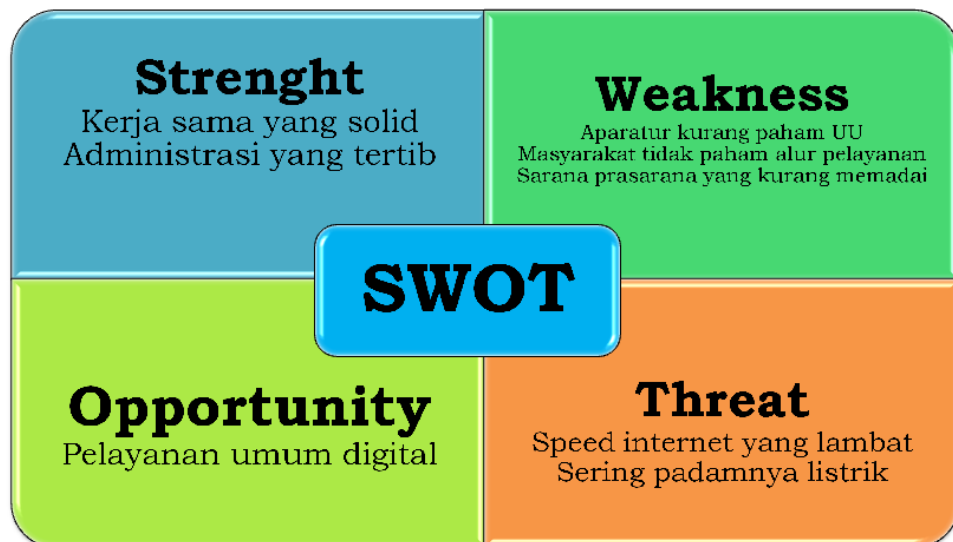 Strenght
Kerja sama yang solid
Administrasi yang tertib
Weakness
Aparatur kurang paham UU
Masyarakat tidak paham alur pelayanan
Sarana prasarana yang kurang memadai
SWOT
Opportunity
Pelayanan umum digital
Threat
Speed internet yang lambat
Sering padamnya listrik